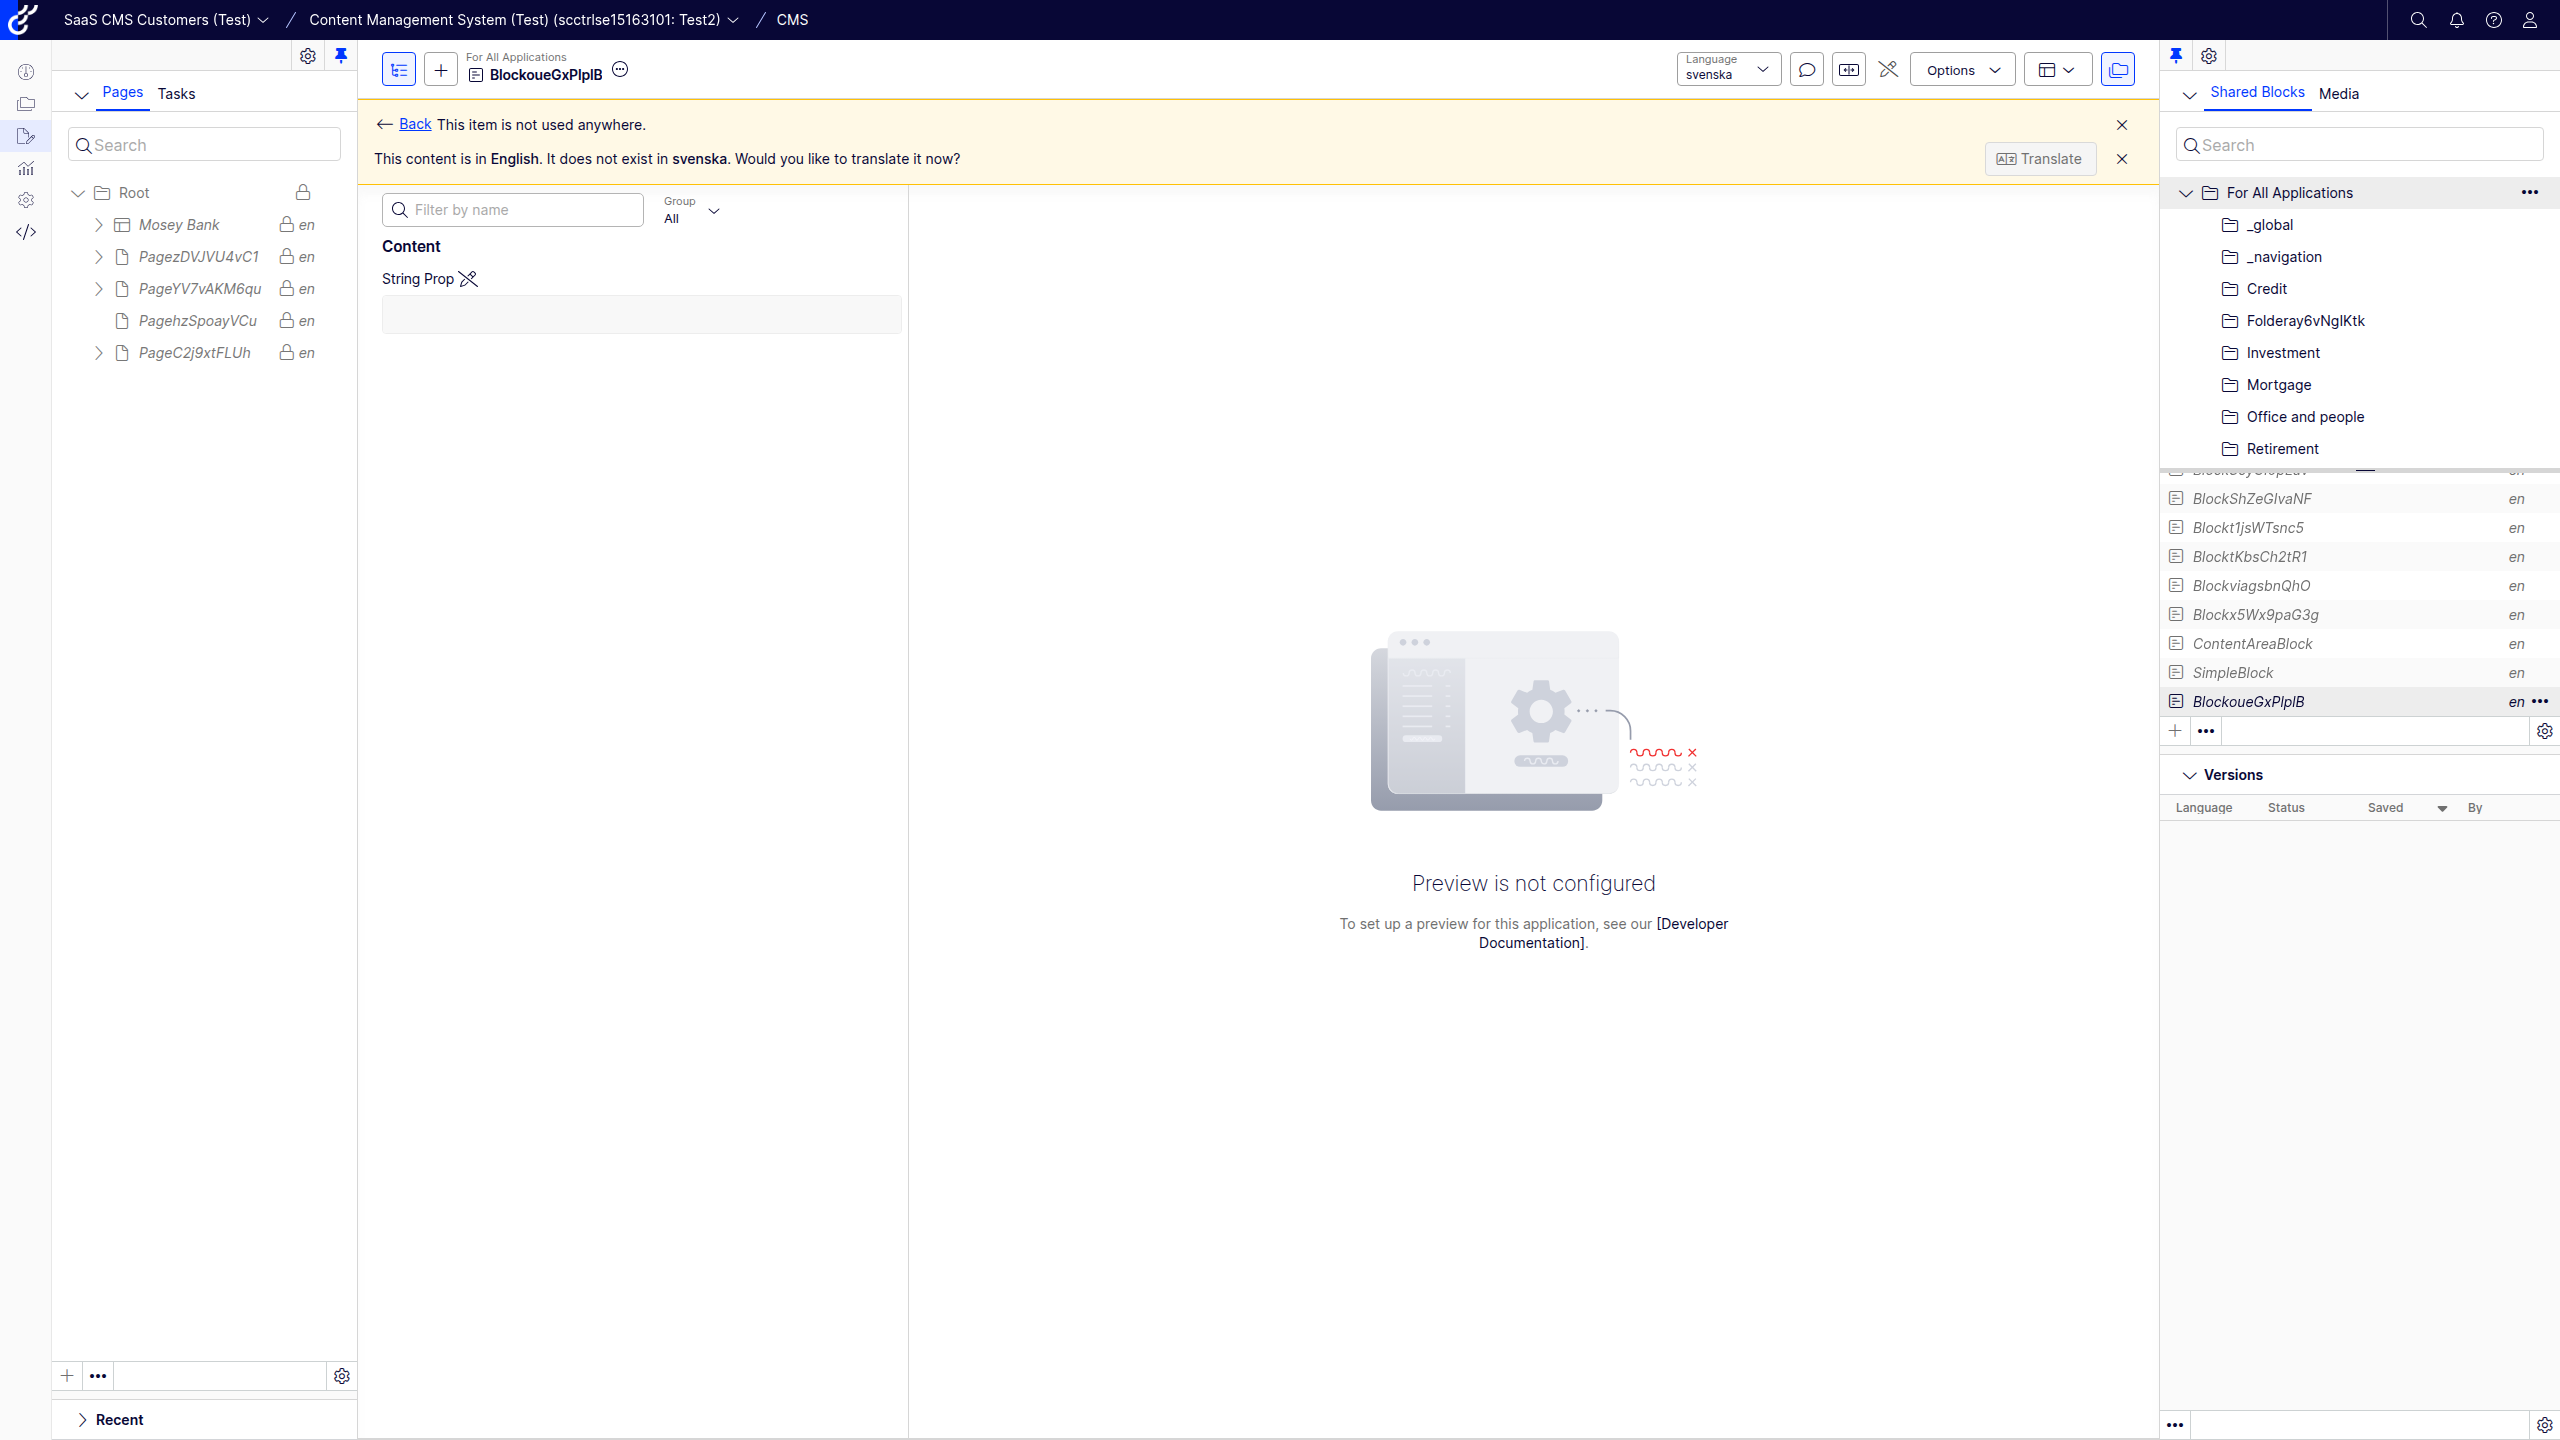 SaaS CMS Customers (Test) / Content Management System (Test) (scctrlse15163101: Test2) / CMS
Pages Tasks
Search
Root
Mosey Bank en
PagezDVJVU4vC1 en
PageYV7vAKM6qu en
PagehzSpoayVCu en
PageC2j9xtFLUh en
Recent
For All Applications
BlockoueGxPlplB
Language
svenska
Options
Back This item is not used anywhere.
This content is in English. It does not exist in svenska. Would you like to translate it now?
Translate
Filter by name
Group
All
Content
String Prop
Preview is not configured
To set up a preview for this application, see our [Developer
Documentation].
Shared Blocks Media
Search
For All Applications
_global
_navigation
Credit
Folderay6vNglKtk
Investment
Mortgage
Office and people
Retirement
BlockShZeGlvaNF en
Blockt1jsWTsnc5 en
BlocktKbsCh2tR1 en
BlockviagsbnQhO en
Blockx5Wx9paG3g en
ContentAreaBlock en
SimpleBlock en
BlockoueGxPlplB en
Versions
Language Status Saved By